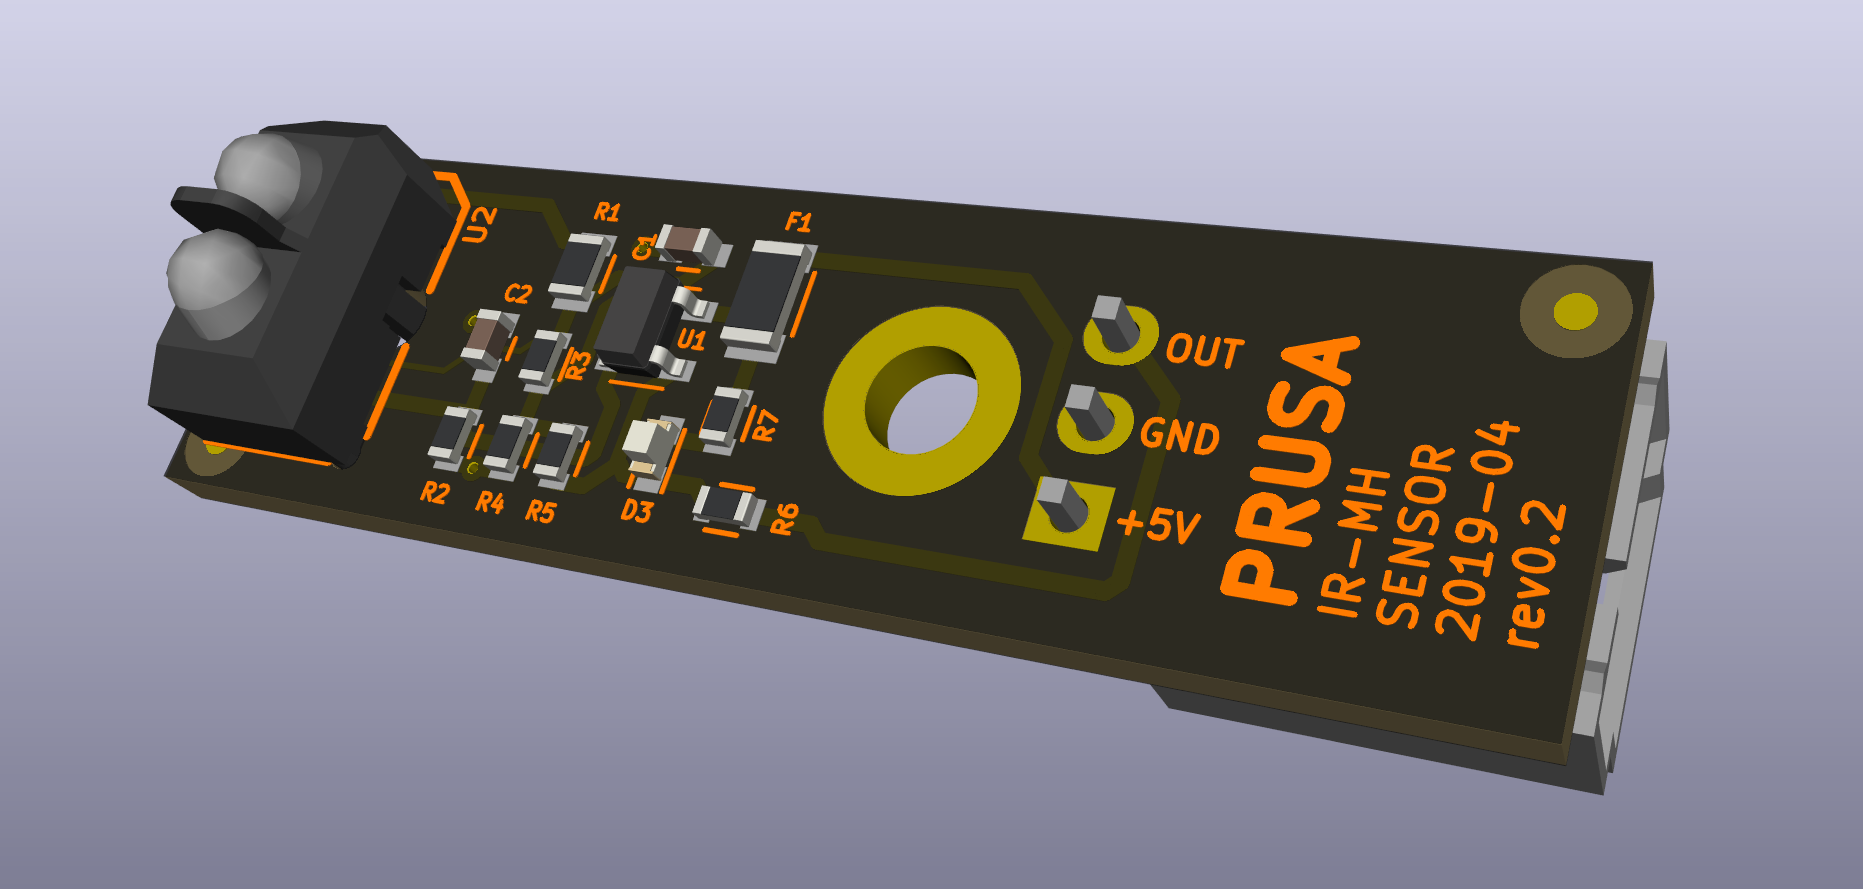 U2
R1
C1
F1
C2
R3
U1
R7
R2
R4
R5
D3
R6
OUT
GND
+5V
PRUSA
IR-MH
SENSOR
2019-04
rev0.2